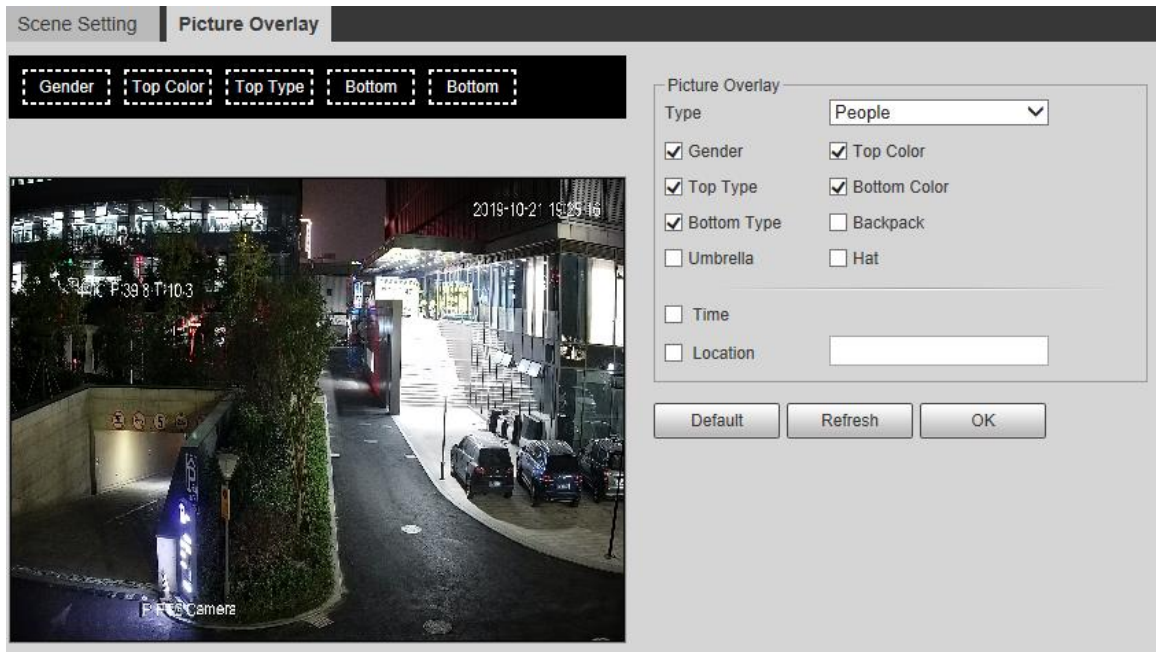 Scene Setting Picture Overlay
Gender Top Color Top Type Bottom Bottom
Picture Overlay
Type People
Gender Top Color
Top Type Bottom Color
Bottom Type Backpack
Umbrella Hat
Time
Location
Default Refresh OK
2019-10-21 19:25:16
Camera